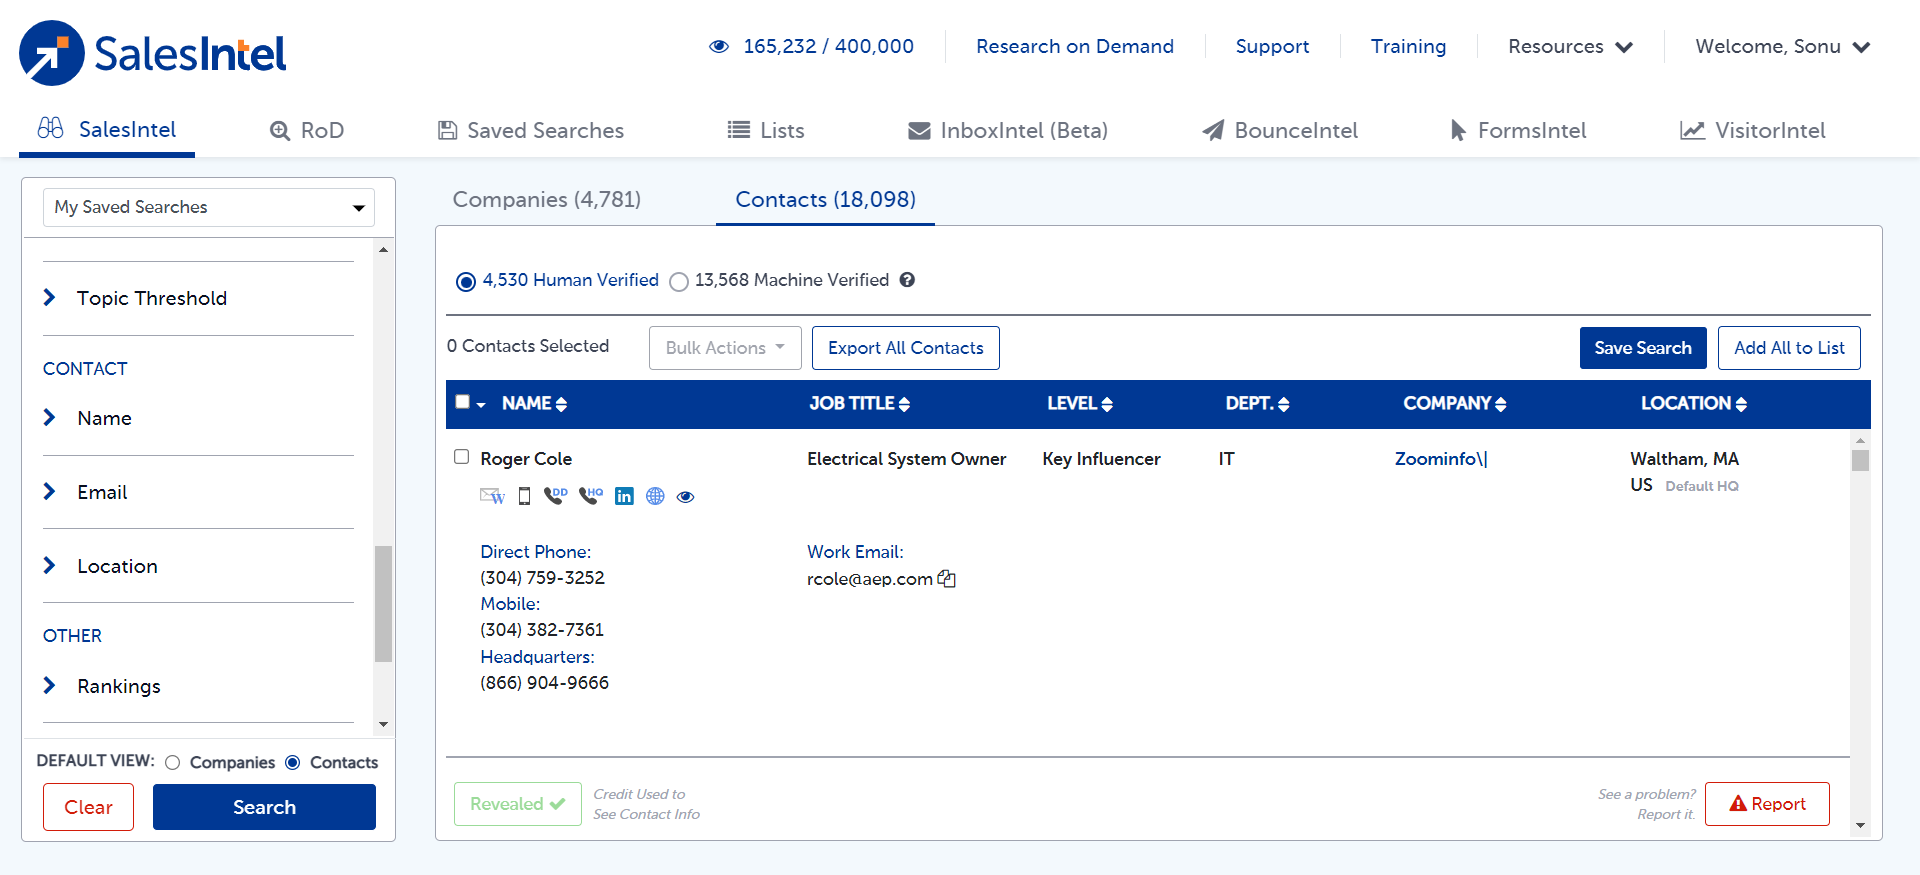 SalesIntel
165,232 / 400,000
Research on Demand
Support
Training
Resources
Welcome, Sonu
SalesIntel
RoD
Saved Searches
Lists
InboxIntel (Beta)
BounceIntel
FormsIntel
VisitorIntel
My Saved Searches
Topic Threshold
CONTACT
Name
Email
Location
OTHER
Rankings
DEFAULT VIEW: Companies Contacts
Clear
Search
Companies (4,781)
Contacts (18,098)
4,530 Human Verified 13,568 Machine Verified ?
0 Contacts Selected
Bulk Actions
Export All Contacts
Save Search
Add All to List
NAME
JOB TITLE
LEVEL
DEPT.
COMPANY
LOCATION
Roger Cole
Electrical System Owner
Key Influencer
IT
Zoominfo\|
Waltham, MA
US Default HQ
W
DD
HQ
in
Direct Phone:
(304) 759-3252
Mobile:
(304) 382-7361
Headquarters:
(866) 904-9666
Work Email:
rcole@aep.com
Revealed
Credit Used to
See Contact Info
See a problem?
Report it.
Report